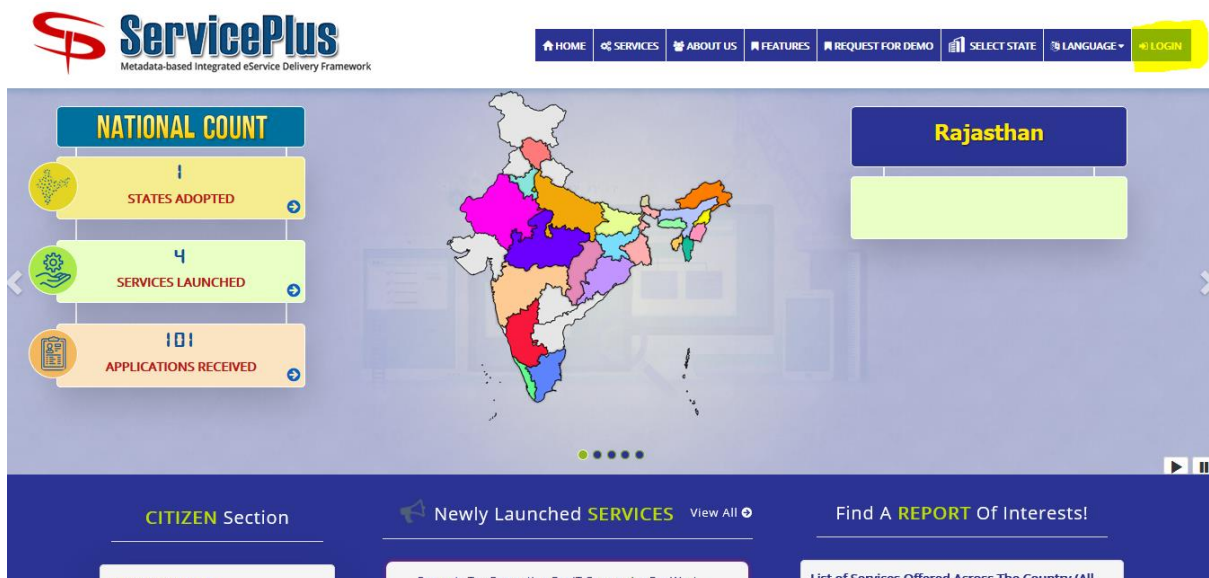 ServicePlus
Metadata-based Integrated eService Delivery Framework
HOME SERVICES ABOUT US FEATURES REQUEST FOR DEMO SELECT STATE LANGUAGE LOGIN
NATIONAL COUNT
1
STATES ADOPTED
4
SERVICES LAUNCHED
101
APPLICATIONS RECEIVED
Rajasthan
CITIZEN Section
Newly Launched SERVICES View All
Find A REPORT Of Interests!
List of Services Offered Across The Country (All